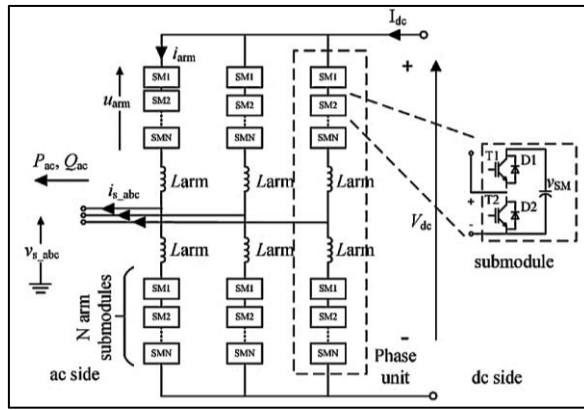 I_dc
i_arm
+
SM1 SM1 SM1
SM2 SM2 SM2
u_arm
SMN SMN SMN
T1 D1
v_SM
P_ac, Q_ac
Larm Larm Larm
+
T2 D2
i_s_abc
-
V_dc
submodule
v_s_abc
Larm Larm Larm
N arm
submodules
SM1 SM1 SM1
SM2 SM2 SM2
SMN SMN SMN
-
Phase
unit
ac side
dc side